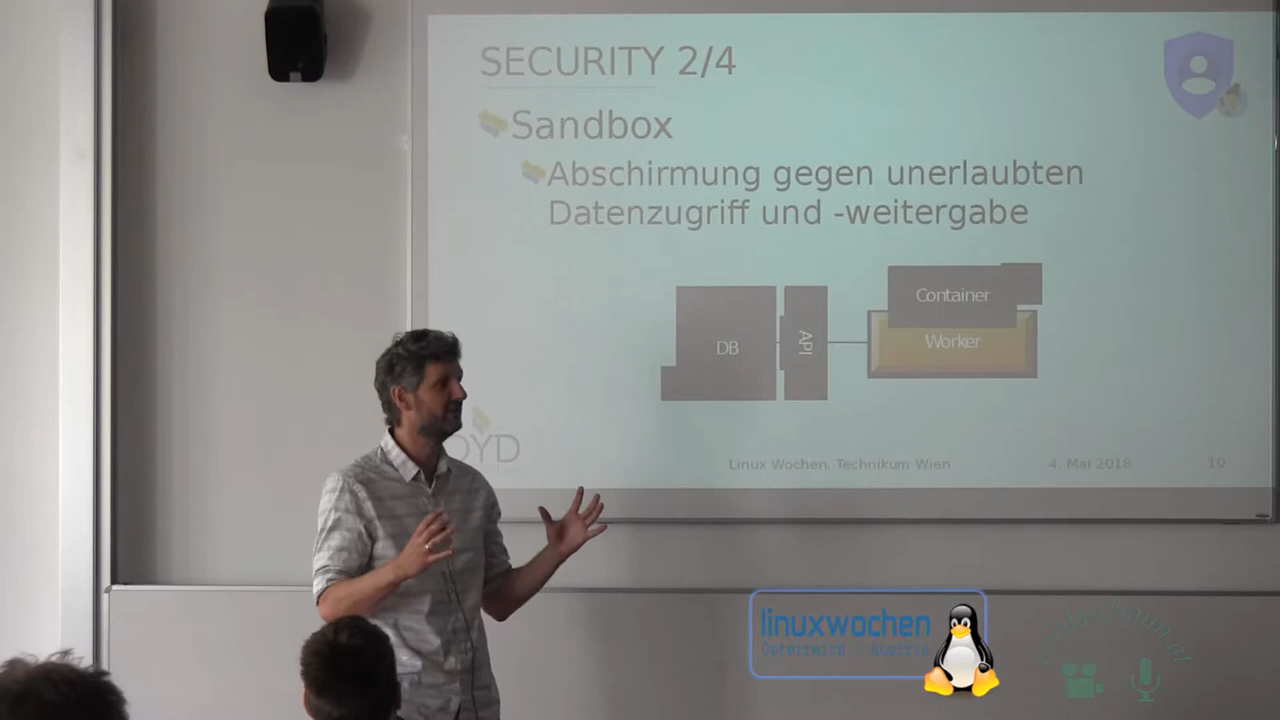 SECURITY 2/4
Sandbox
Abschirmung gegen unerlaubten
Datenzugriff und -weitergabe
Container
DB
API
Worker
OYD
Linux Wochen, Technikum Wien
4. Mai 2018
10
linuxwochen
Österreich - Austria